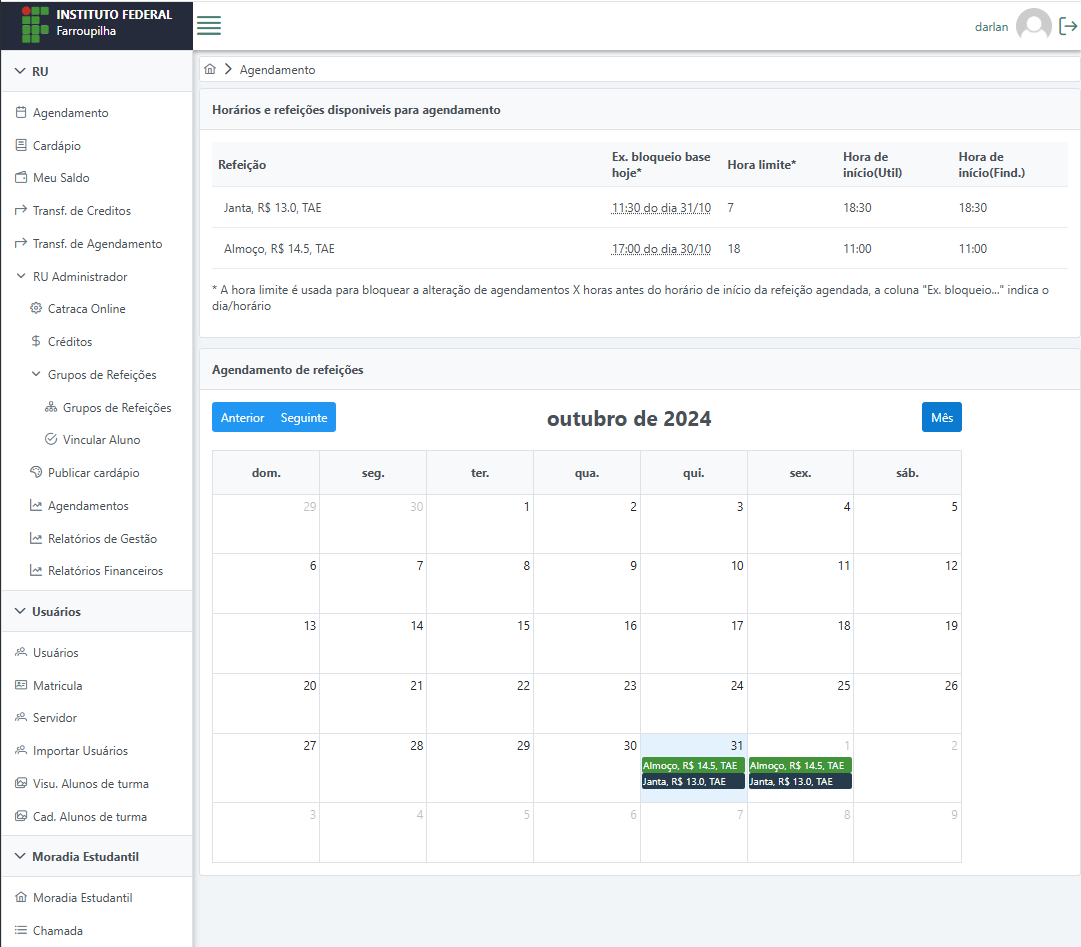 INSTITUTO FEDERAL
Farroupilha
darlan
RU
Agendamento
Cardápio
Meu Saldo
Transf. de Creditos
Transf. de Agendamento
RU Administrador
Catraca Online
Créditos
Grupos de Refeições
Grupos de Refeições
Vincular Aluno
Publicar cardápio
Agendamentos
Relatórios de Gestão
Relatórios Financeiros
Usuários
Usuários
Matricula
Servidor
Importar Usuários
Visu. Alunos de turma
Cad. Alunos de turma
Moradia Estudantil
Moradia Estudantil
Chamada
Agendamento
Horários e refeições disponiveis para agendamento
Refeição Ex. bloqueio base hoje* Hora limite* Hora de início(Util) Hora de início(Find.)
Janta, R$ 13.0, TAE 11:30 do dia 31/10 7 18:30 18:30
Almoço, R$ 14.5, TAE 17:00 do dia 30/10 18 11:00 11:00
* A hora limite é usada para bloquear a alteração de agendamentos X horas antes do horário de início da refeição agendada, a coluna "Ex. bloqueio..." indica o
dia/horário
Agendamento de refeições
Anterior Seguinte outubro de 2024 Mês
dom. seg. ter. qua. qui. sex. sáb.
29 30 1 2 3 4 5
6 7 8 9 10 11 12
13 14 15 16 17 18 19
20 21 22 23 24 25 26
27 28 29 30 31 1 2
Almoço, R$ 14.5, TAE Almoço, R$ 14.5, TAE
Janta, R$ 13.0, TAE Janta, R$ 13.0, TAE
3 4 5 6 7 8 9